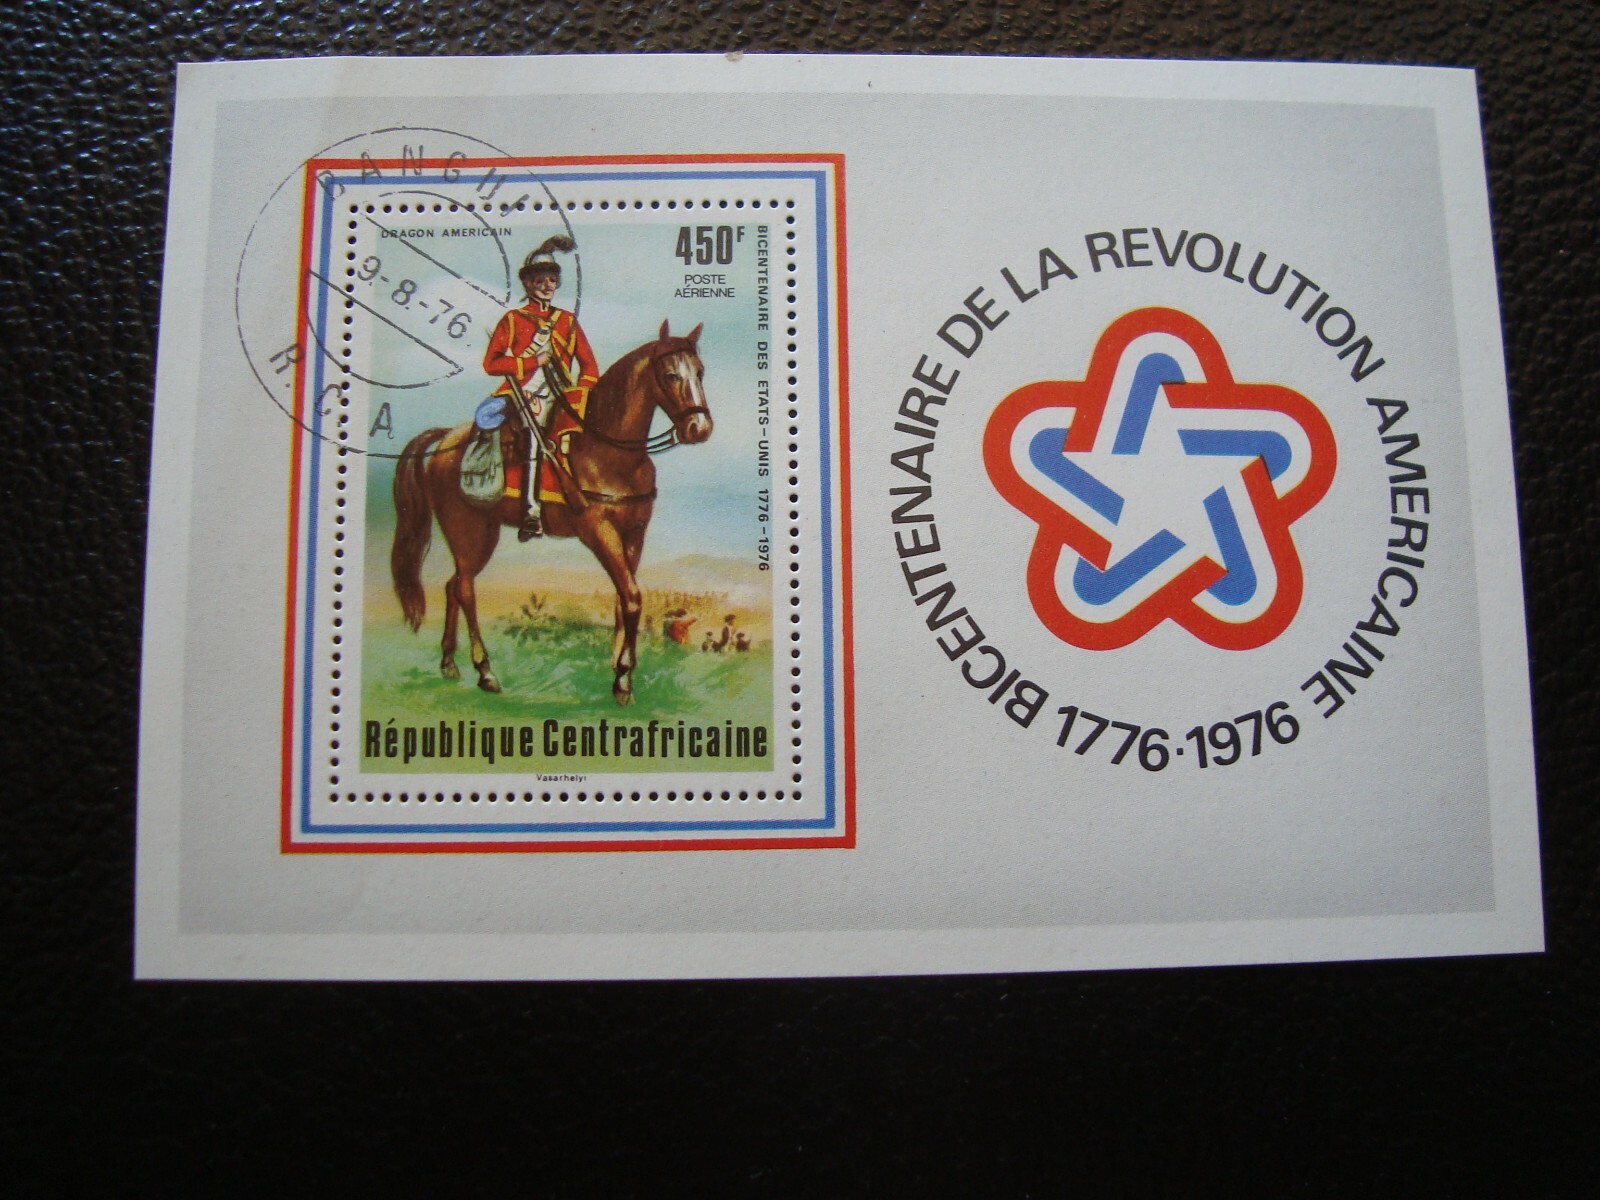 BANGUI
9-8.-76
R.C.A
DRAGON AMERICAIN
450F
POSTE
AÉRIENNE
BICENTENAIRE DES ETATS-UNIS 1776-1976
République Centrafricaine
Vasarhelyi
BICENTENAIRE DE LA REVOLUTION AMERICAINE
1776·1976